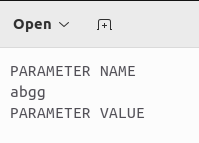 Open
PARAMETER NAME
abgg
PARAMETER VALUE